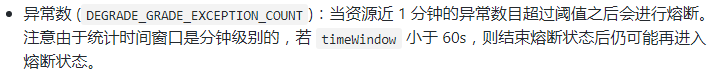 • 异常数 ( DEGRADE_GRADE_EXCEPTION_COUNT )：当资源近 1 分钟的异常数目超过阈值之后会进行熔断。
注意由于统计时间窗口是分钟级别的，若 timeWindow 小于 60s，则结束熔断状态后仍可能再进入
熔断状态。